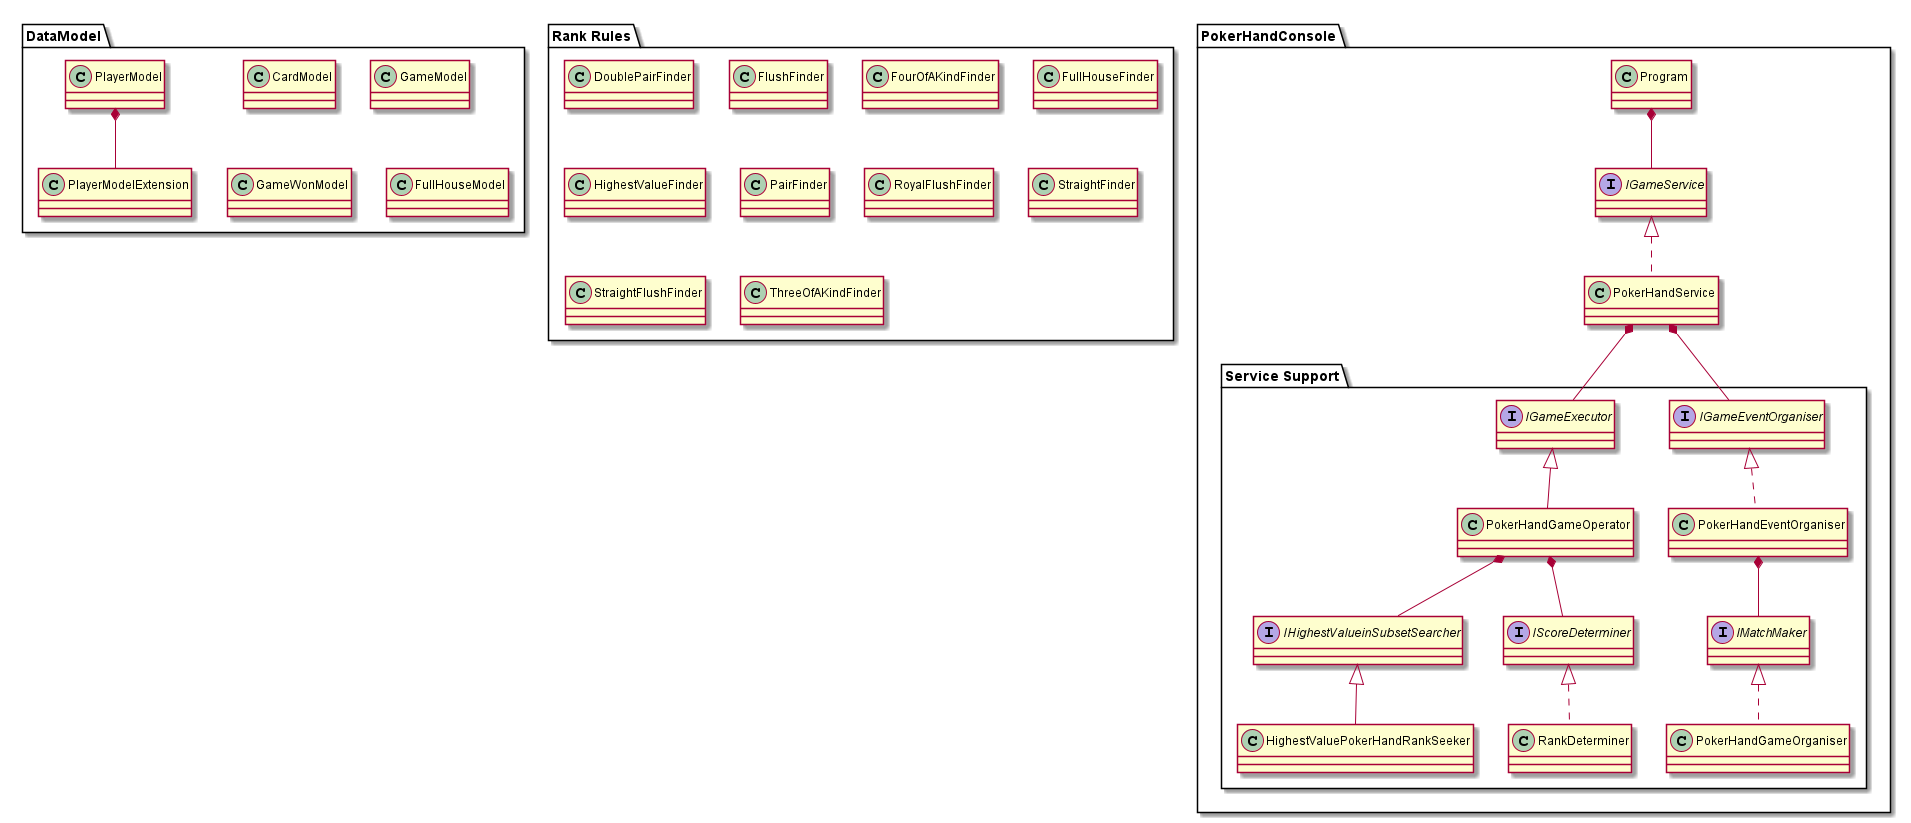 DataModel
C PlayerModel
C CardModel
C GameModel
C PlayerModelExtension
C GameWonModel
C FullHouseModel
Rank Rules
C DoublePairFinder
C FlushFinder
C FourOfAKindFinder
C FullHouseFinder
C HighestValueFinder
C PairFinder
C RoyalFlushFinder
C StraightFinder
C StraightFlushFinder
C ThreeOfAKindFinder
PokerHandConsole
C Program
I IGameService
C PokerHandService
Service Support
I IGameExecutor
I IGameEventOrganiser
C PokerHandGameOperator
C PokerHandEventOrganiser
I IHighestValueinSubsetSearcher
I IScoreDeterminer
I IMatchMaker
C HighestValuePokerHandRankSeeker
C RankDeterminer
C PokerHandGameOrganiser